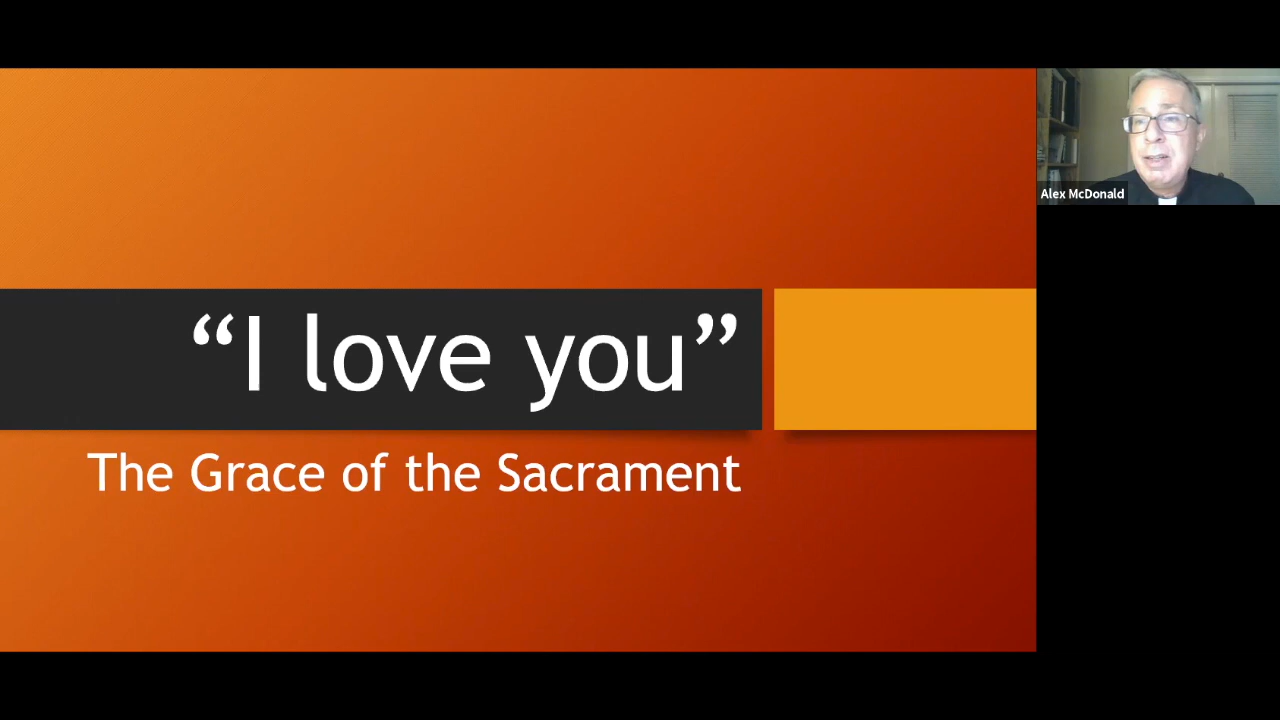 “I love you”
The Grace of the Sacrament
Alex McDonald